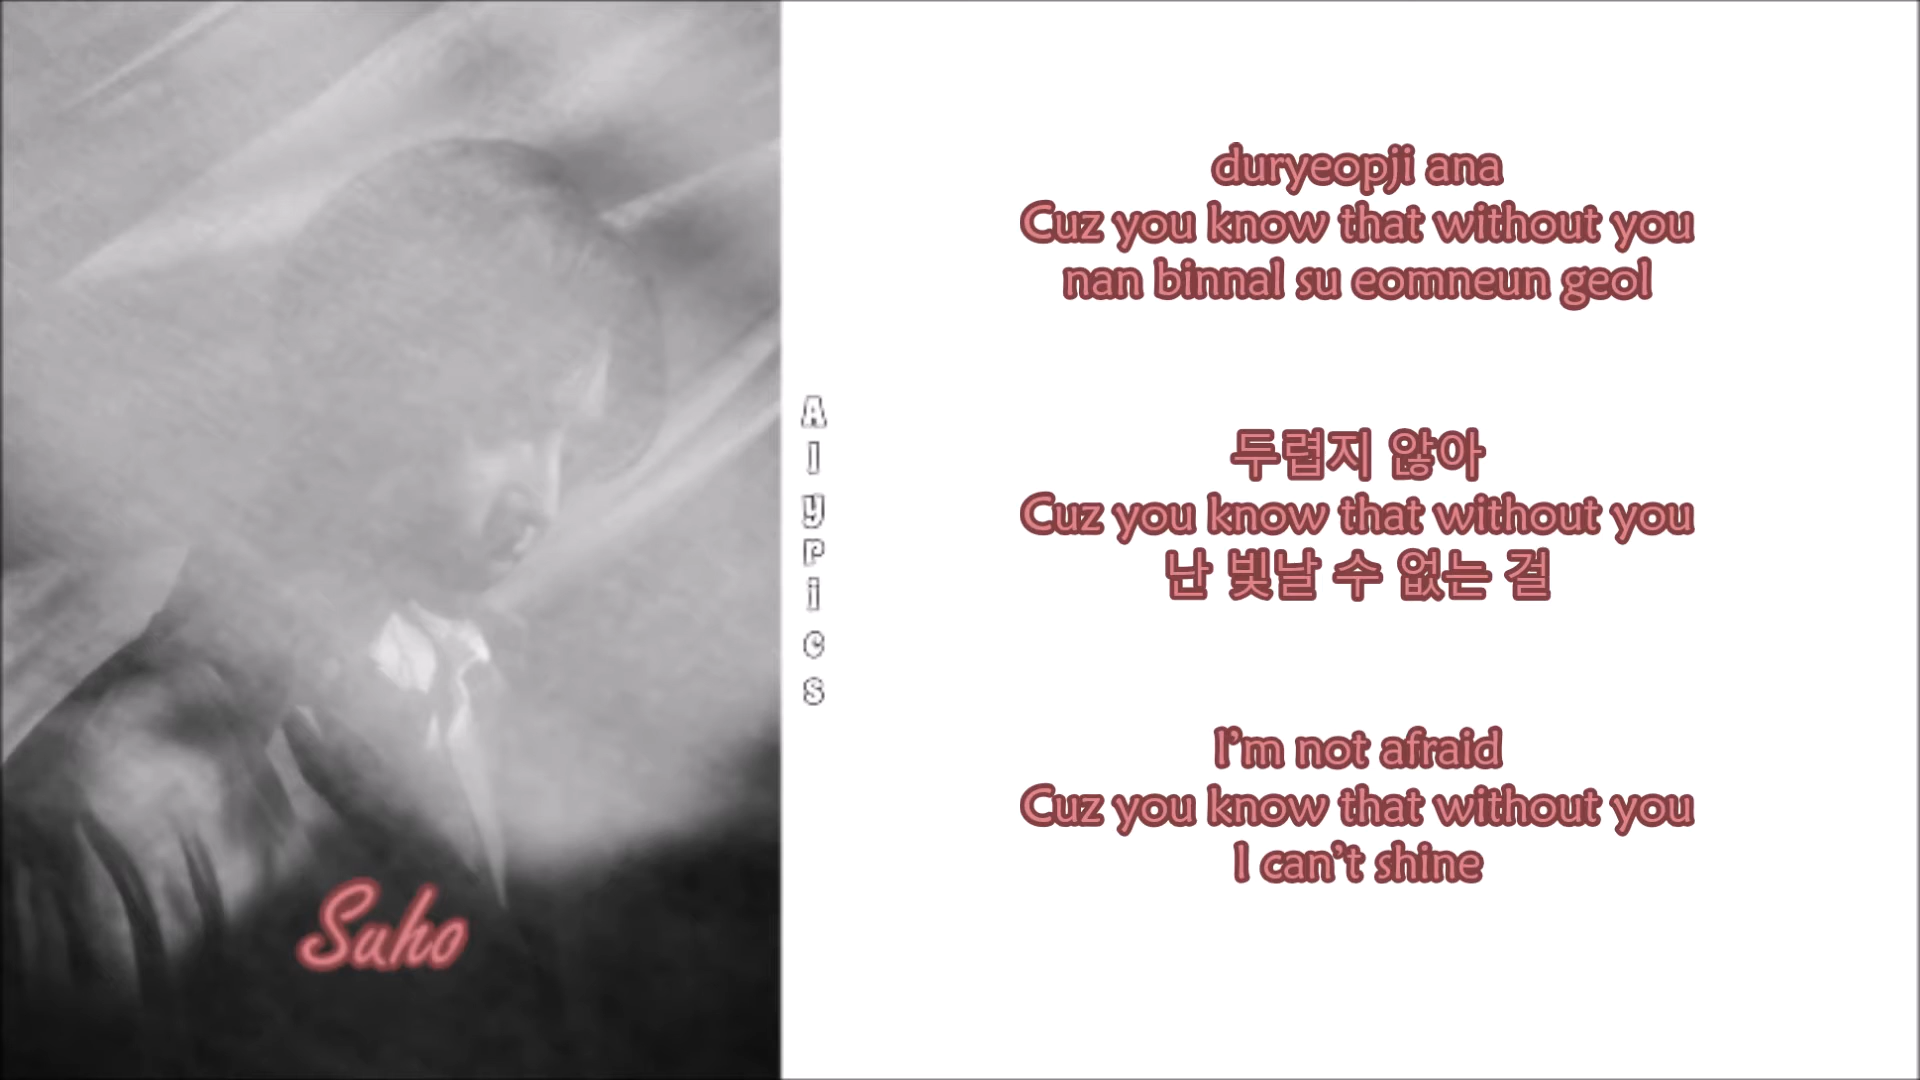 Suho
Alyrics
duryeopji ana
Cuz you know that without you
nan binnal su eomneun geol
두렵지 않아
Cuz you know that without you
난 빛날 수 없는 걸
I'm not afraid
Cuz you know that without you
I can't shine